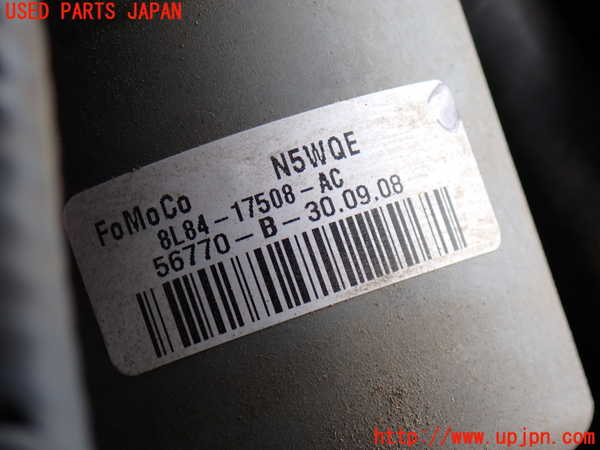 USED PARTS JAPAN
N5WQE
FoMoCo
8L84-17508-AC
56770-B-30.09.08
http://www.upjpn.com/